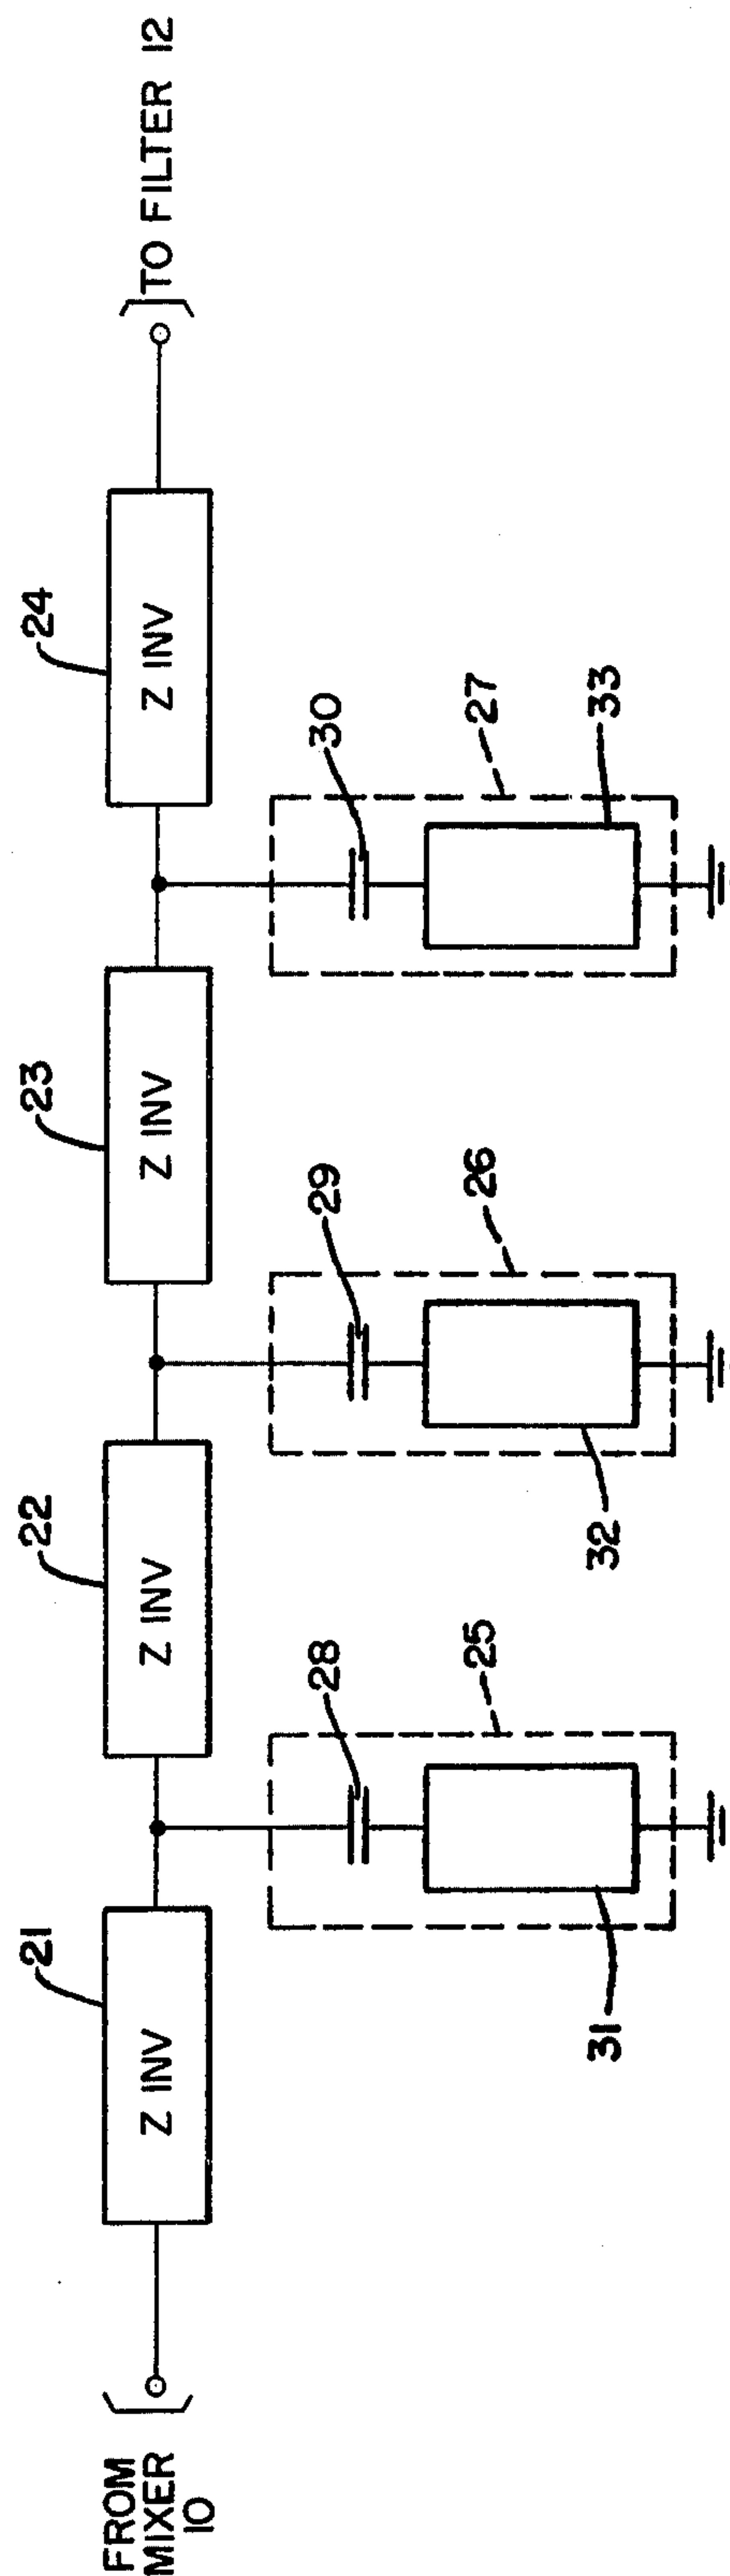 FROM
MIXER
10
21
Z INV
22
Z INV
23
Z INV
24
Z INV
TO FILTER 12
28
25
31
29
26
32
30
27
33